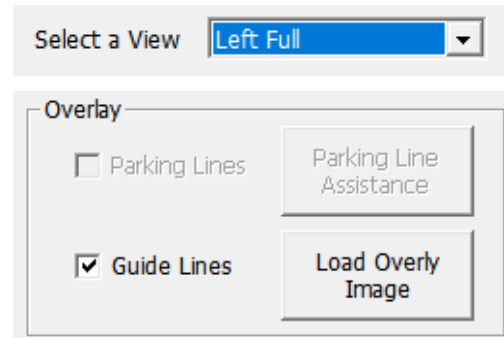 Select a View Left Full
Overlay
Parking Lines
Parking Line
Assistance
Guide Lines
Load Overly
Image